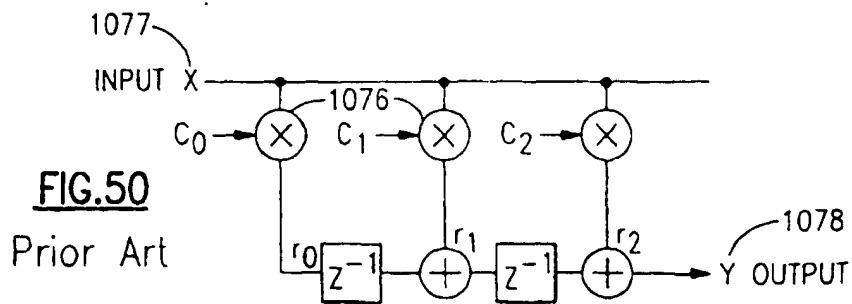 1077
INPUT X
1076
C₀ × C₁ × C₂ ×
FIG.50
Prior Art
r₀ Z⁻¹ + r₁ Z⁻¹ + r₂
1078
Y OUTPUT